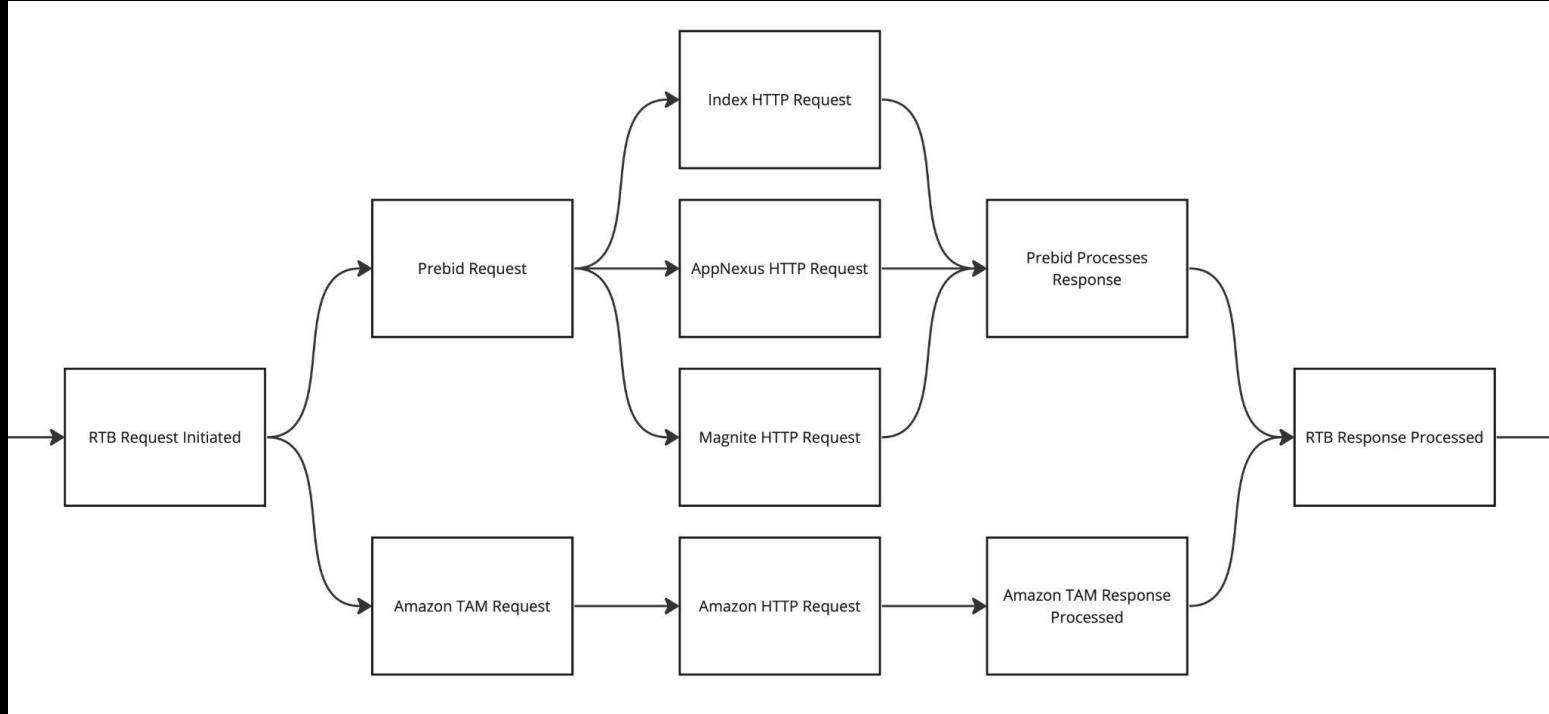 Index HTTP Request
Prebid Request
AppNexus HTTP Request
Prebid Processes
Response
RTB Request Initiated
Magnite HTTP Request
RTB Response Processed
Amazon TAM Request
Amazon HTTP Request
Amazon TAM Response
Processed